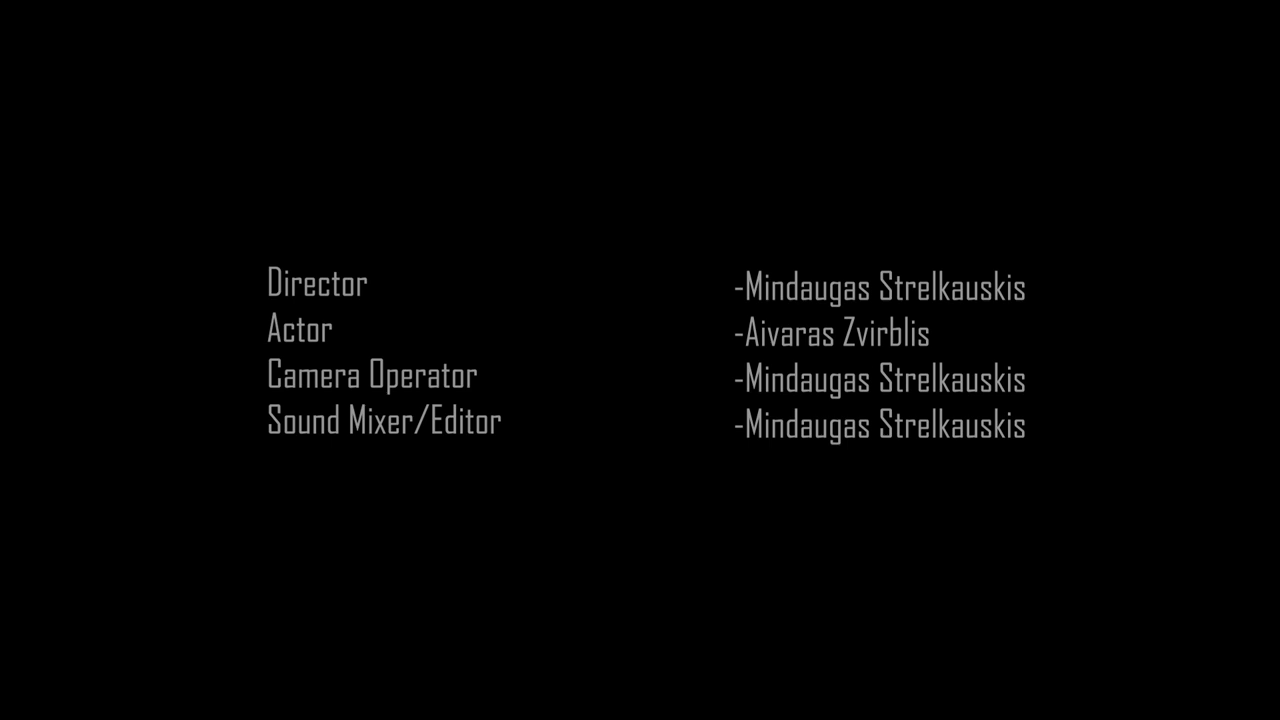 Director -Mindaugas Strelkauskis
Actor -Aivaras Zvirblis
Camera Operator -Mindaugas Strelkauskis
Sound Mixer/Editor -Mindaugas Strelkauskis